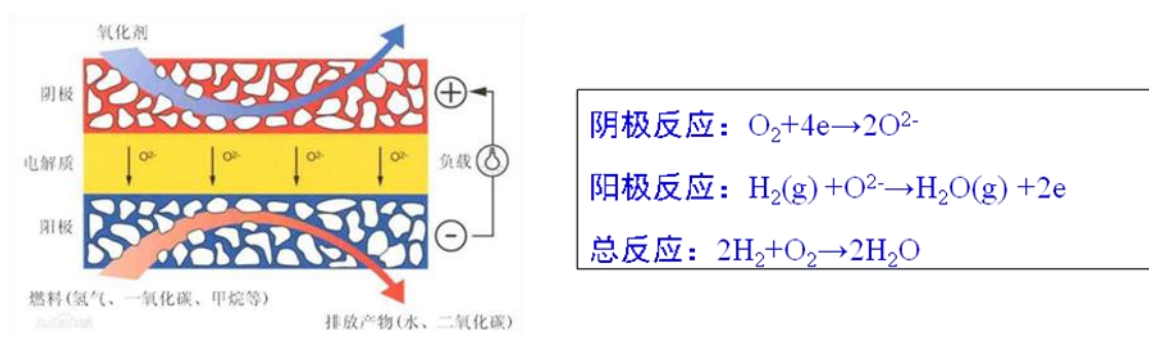 氧化剂
阴极
+
电解质
O²⁻ O²⁻ O²⁻ O²⁻
负载
阳极
−
燃料(氢气、一氧化碳、甲烷等)
排放产物(水、二氧化碳)
阴极反应：O₂+4e→2O²⁻
阳极反应：H₂(g) +O²⁻→H₂O(g) +2e
总反应：2H₂+O₂→2H₂O